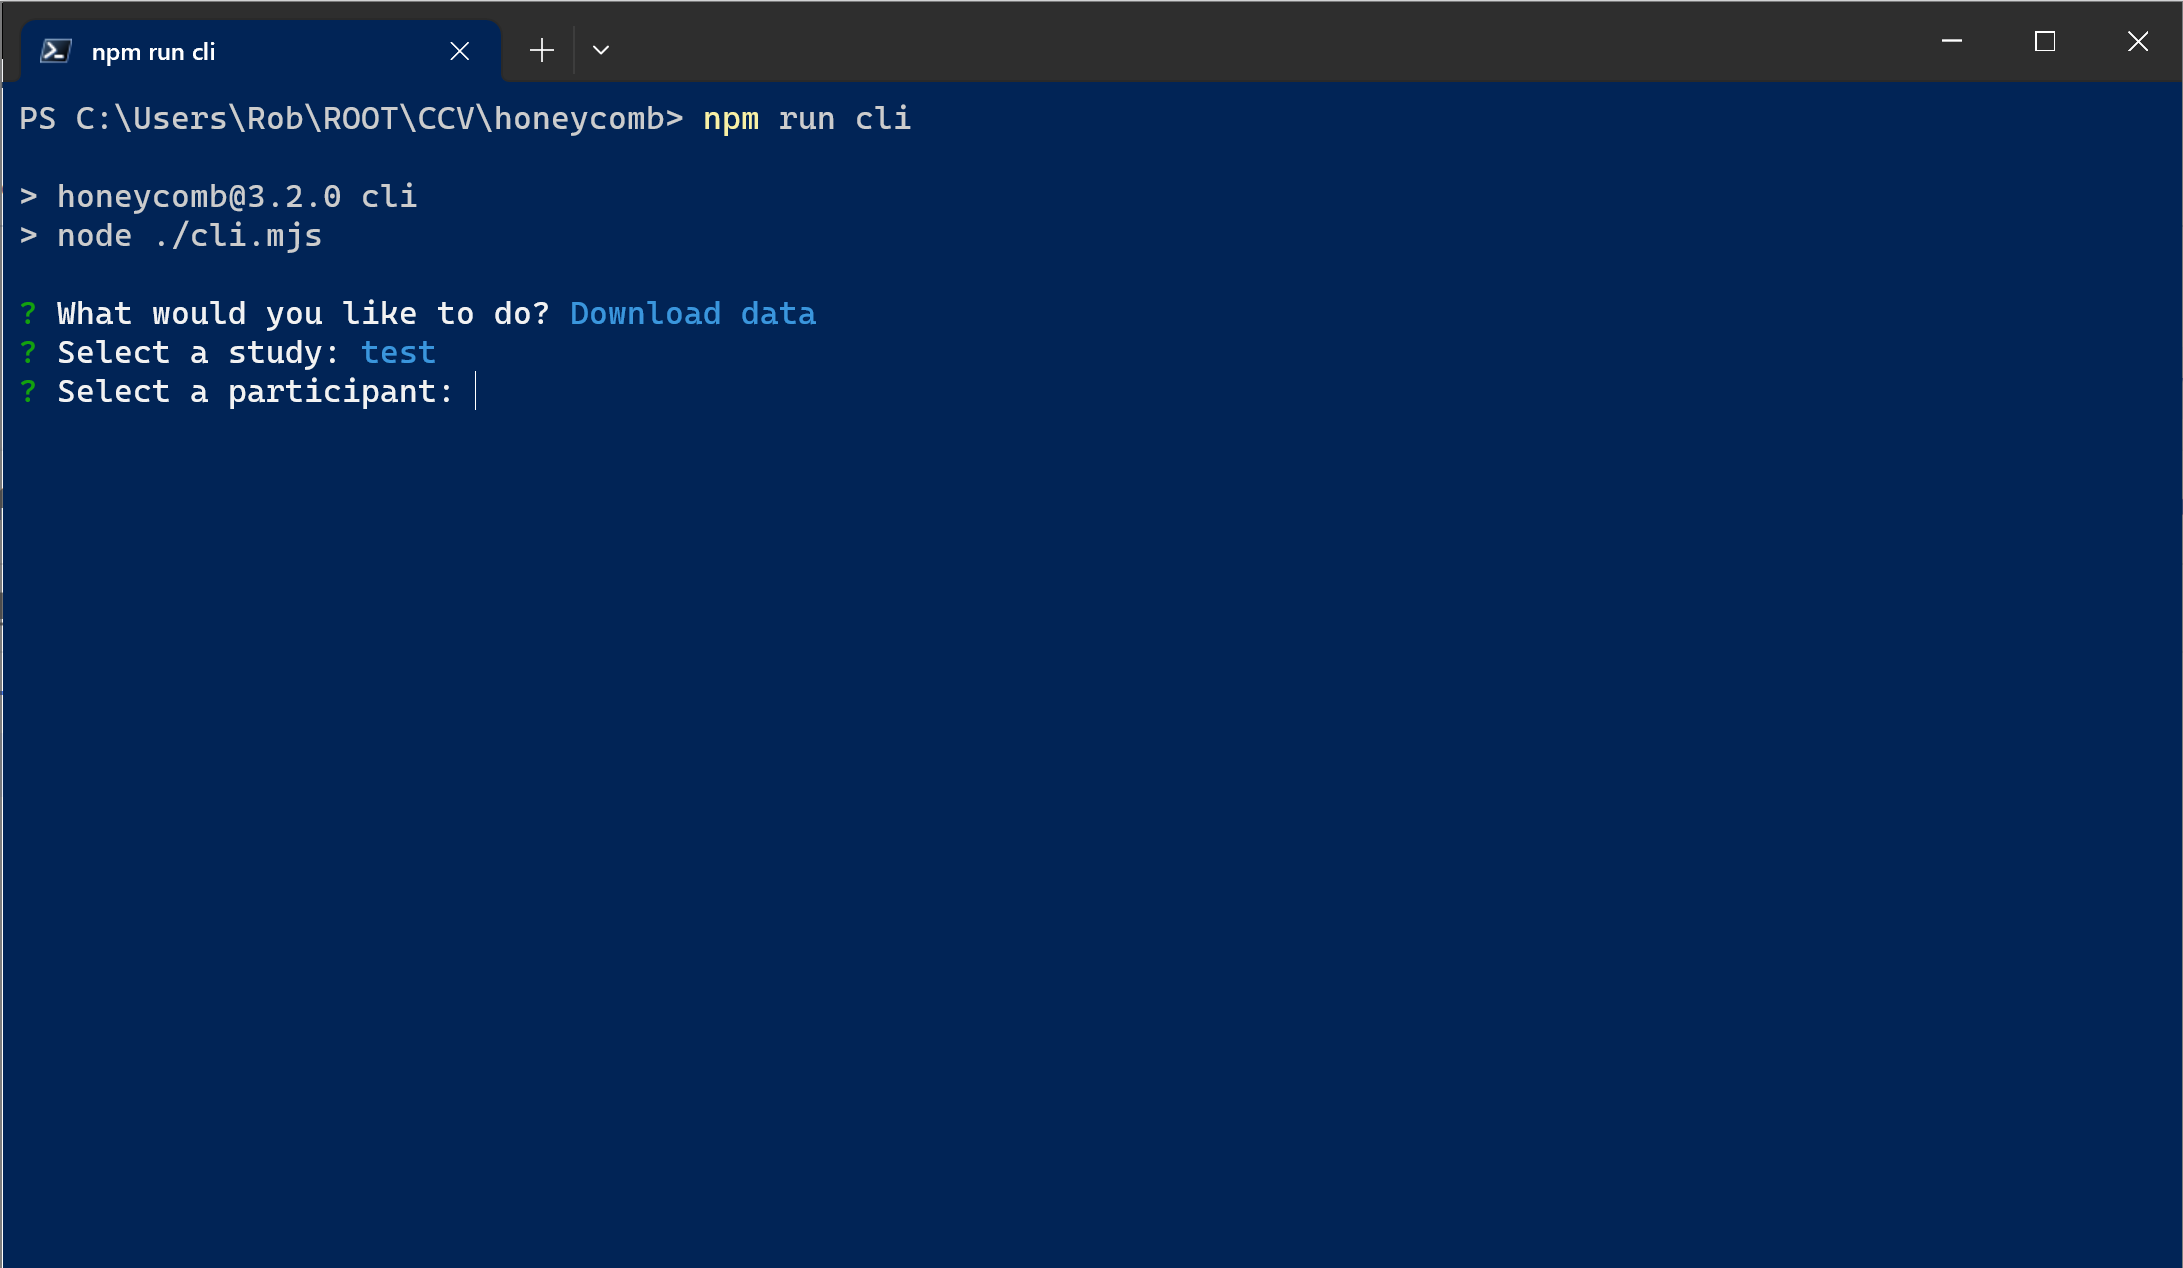 npm run cli
PS C:\Users\Rob\ROOT\CCV\honeycomb> npm run cli
> honeycomb@3.2.0 cli
> node ./cli.mjs
? What would you like to do? Download data
? Select a study: test
? Select a participant: